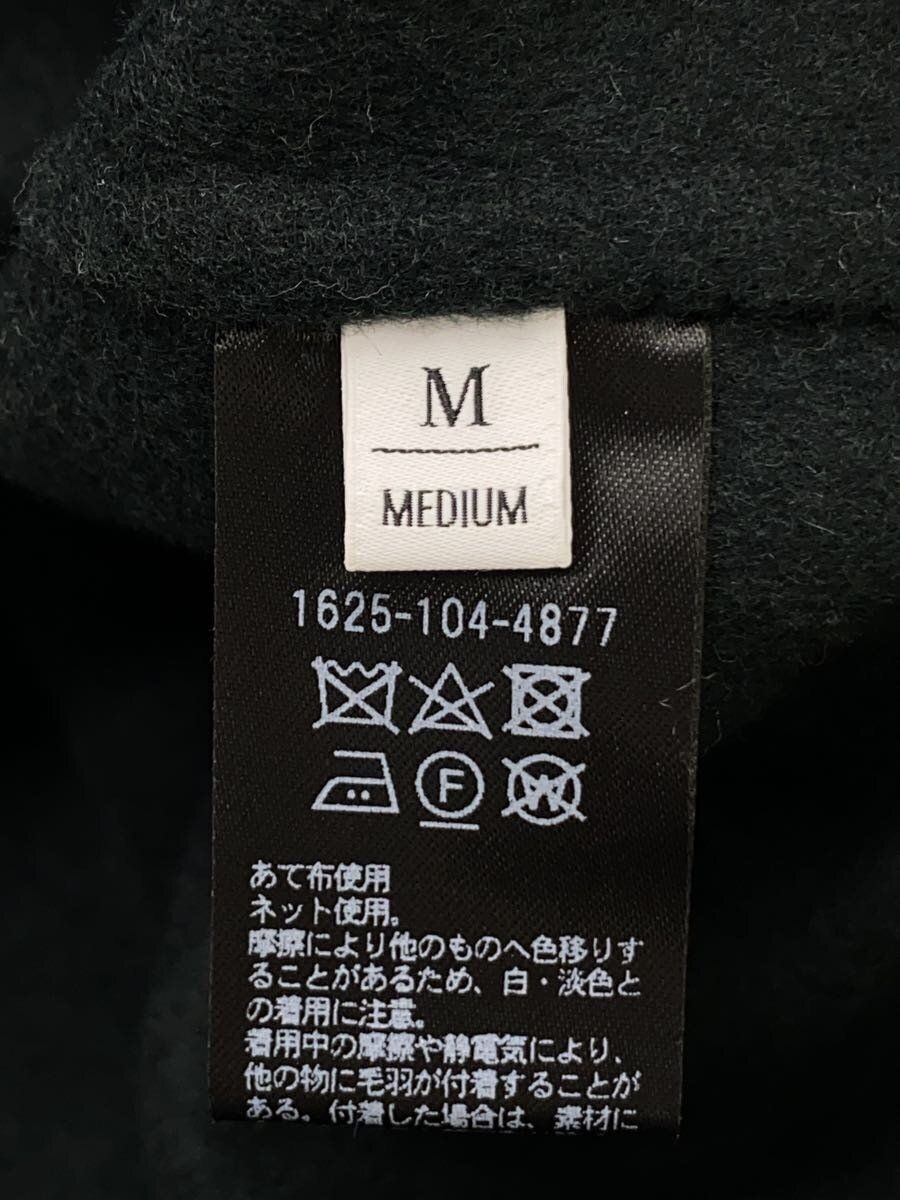 M
MEDIUM
1625-104-4877
F
W
あて布使用
ネット使用。
摩擦により他のものへ色移りす
ることがあるため、白・淡色と
の着用に注意。
着用中の摩擦や静電気により、
他の物に毛羽が付着することが
ある。付着した場合は、素材に